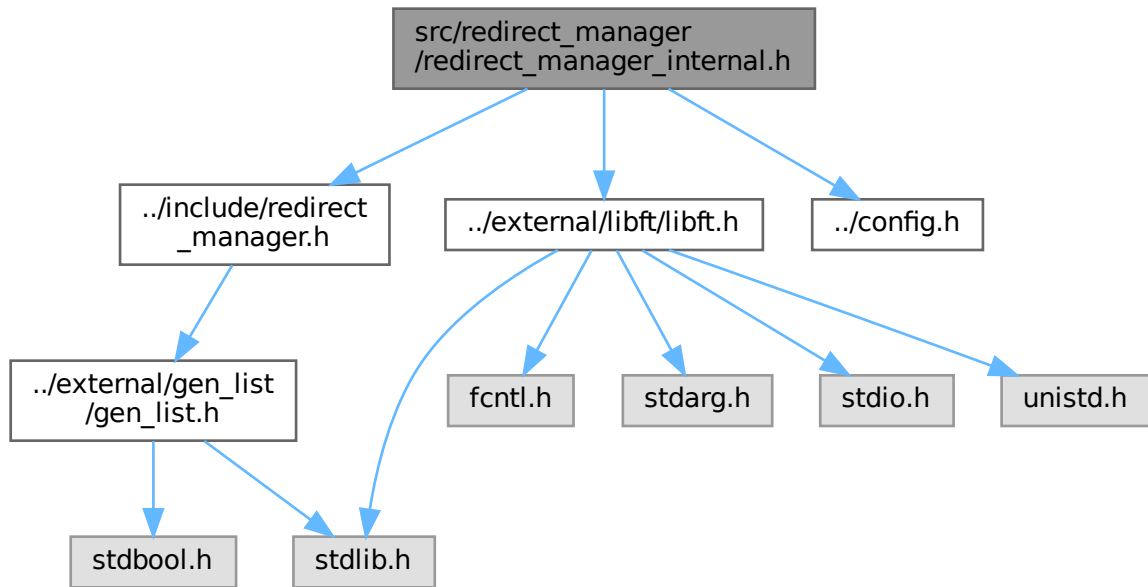 src/redirect_manager
/redirect_manager_internal.h
../include/redirect
_manager.h
../external/libft/libft.h
../config.h
../external/gen_list
/gen_list.h
fcntl.h
stdarg.h
stdio.h
unistd.h
stdbool.h
stdlib.h